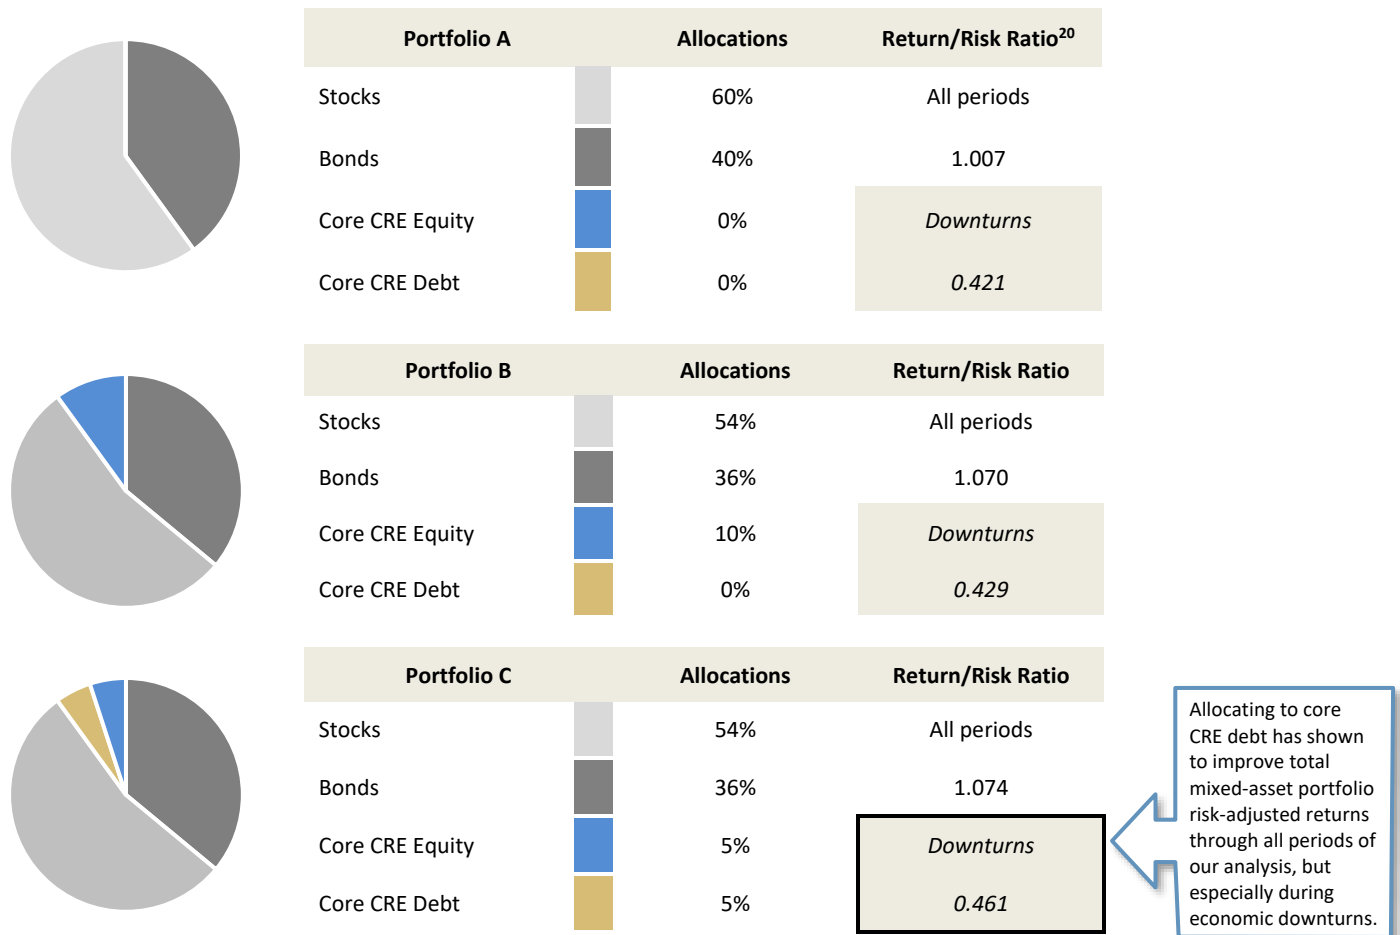 Portfolio A Allocations Return/Risk Ratio20
Stocks 60% All periods
Bonds 40% 1.007
Core CRE Equity 0% Downturns
Core CRE Debt 0% 0.421
Portfolio B Allocations Return/Risk Ratio
Stocks 54% All periods
Bonds 36% 1.070
Core CRE Equity 10% Downturns
Core CRE Debt 0% 0.429
Portfolio C Allocations Return/Risk Ratio
Stocks 54% All periods
Bonds 36% 1.074
Core CRE Equity 5% Downturns
Core CRE Debt 5% 0.461
Allocating to core
CRE debt has shown
to improve total
mixed-asset portfolio
risk-adjusted returns
through all periods of
our analysis, but
especially during
economic downturns.